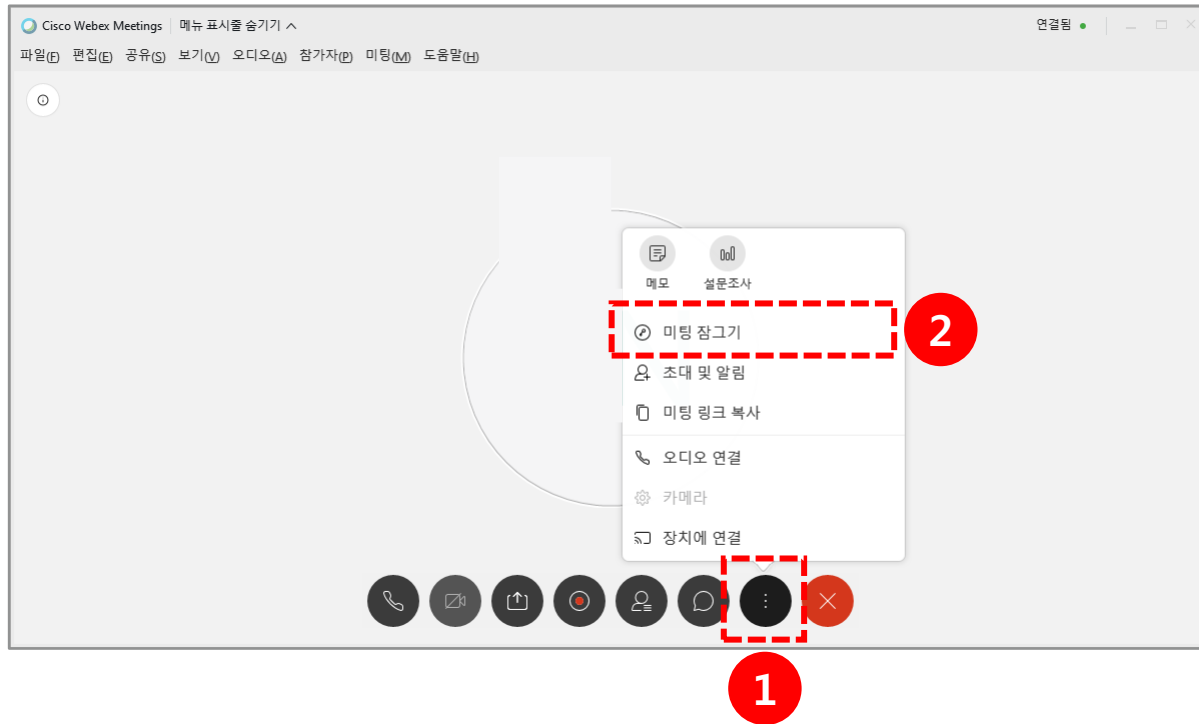 Cisco Webex Meetings 메뉴 표시줄 숨기기 연결됨
파일(F) 편집(E) 공유(S) 보기(V) 오디오(A) 참가자(P) 미팅(M) 도움말(H)
메모 설문조사
미팅 잠그기
2
초대 및 알림
미팅 링크 복사
오디오 연결
카메라
장치에 연결
1